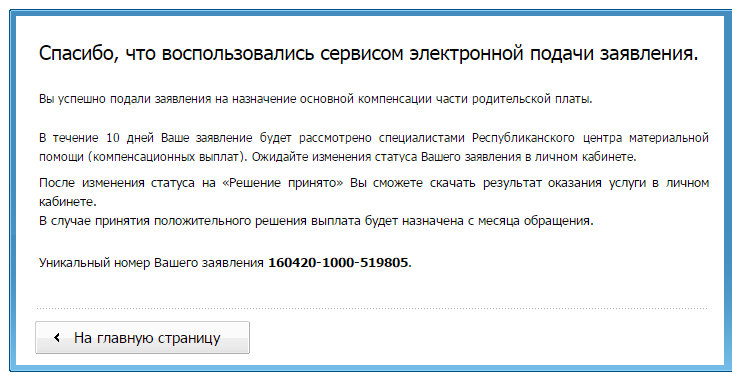 Спасибо, что воспользовались сервисом электронной подачи заявления.
Вы успешно подали заявления на назначение основной компенсации части родительской платы.
В течение 10 дней Ваше заявление будет рассмотрено специалистами Республиканского центра материальной
помощи (компенсационных выплат). Ожидайте изменения статуса Вашего заявления в личном кабинете.
После изменения статуса на «Решение принято» Вы сможете скачать результат оказания услуги в личном
кабинете.
В случае принятия положительного решения выплата будет назначена с месяца обращения.
Уникальный номер Вашего заявления 160420-1000-519805.
На главную страницу